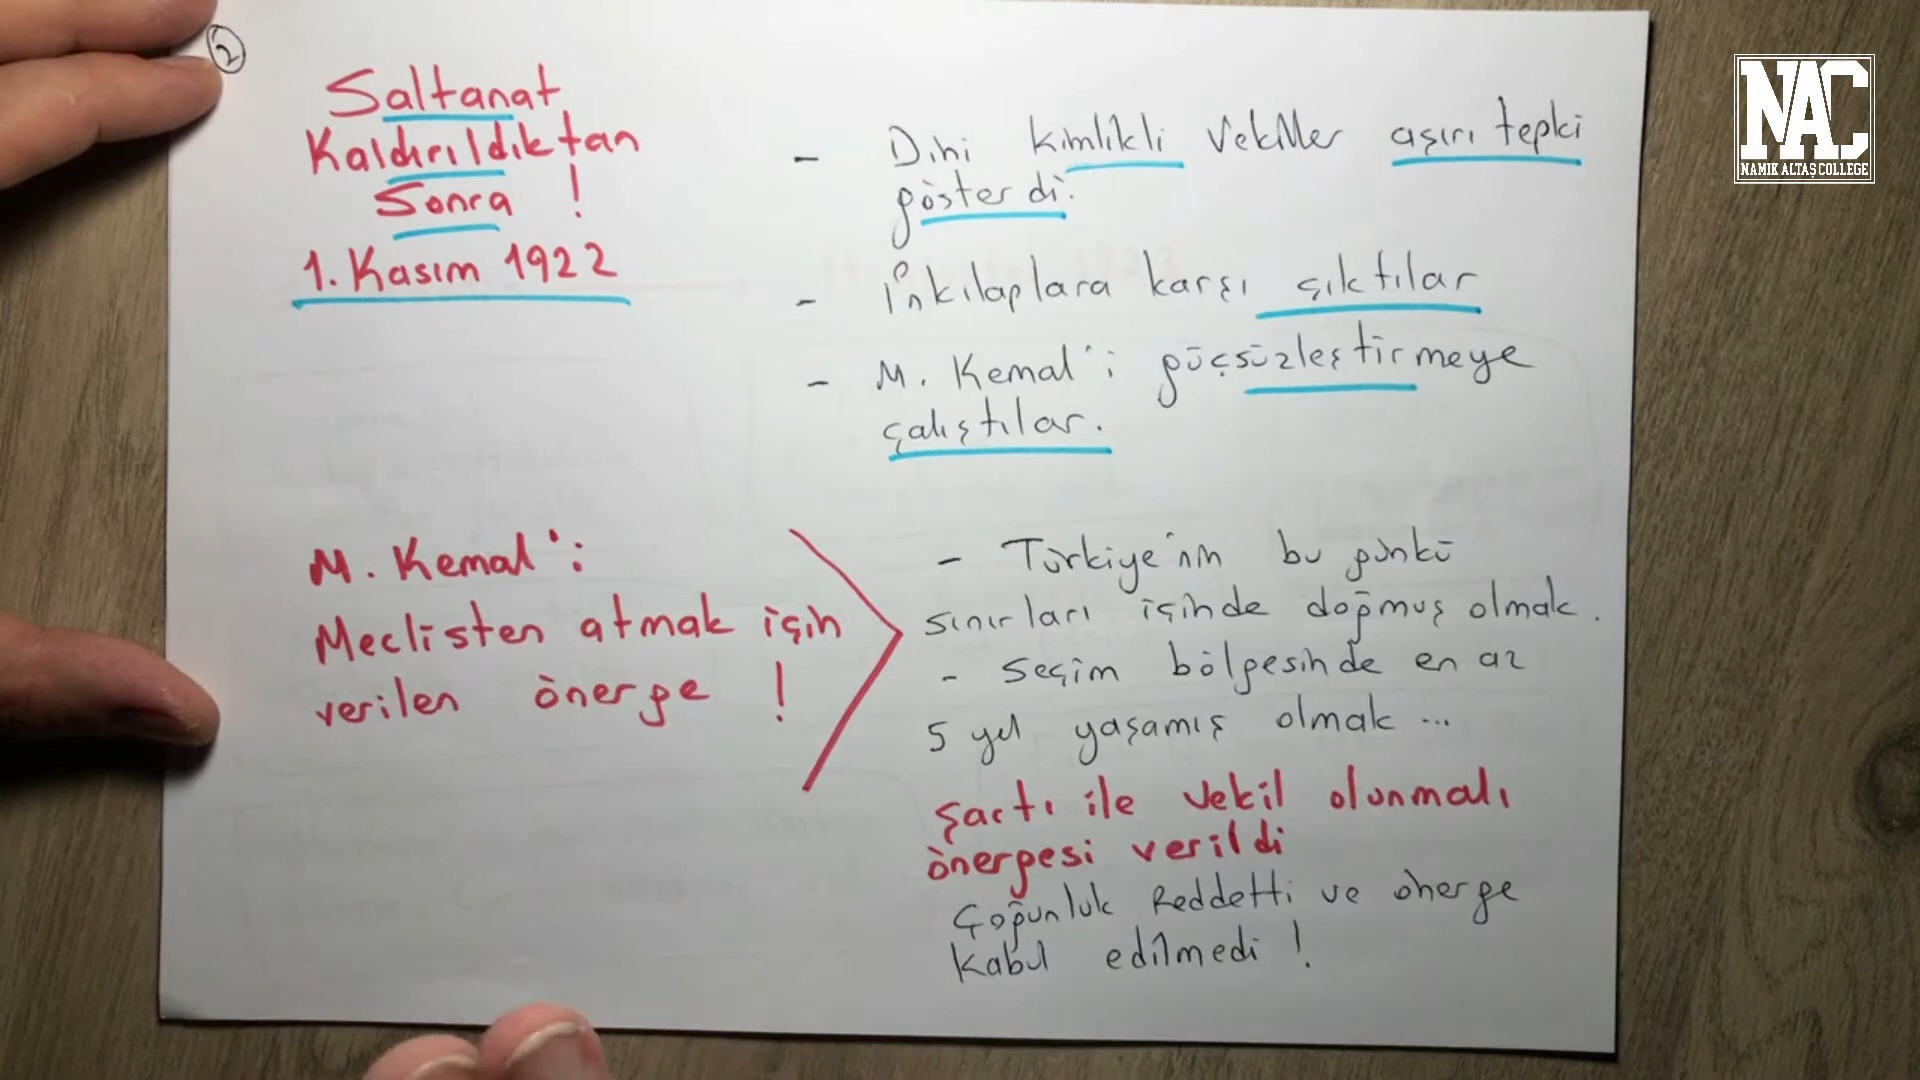 2
Saltanat
Kaldırıldıktan
Sonra !
1. Kasım 1922
- Dini kimlikli Vekiller aşırı tepki
gösterdi.
- İnkılaplara karşı çıktılar
- M. Kemal'i güçsüzleştirmeye
çalıştılar.
M. Kemal'i
Meclisten atmak için
verilen önerge !
- Türkiye'nin bu günkü
sınırları içinde doğmuş olmak.
- Seçim bölgesinde en az
5 yıl yaşamış olmak ...
Şartı ile Vekil olunmalı
önergesi verildi
Çoğunluk Reddetti ve önerge
Kabul edilmedi !
NAC
NAMIK ALTAŞ COLLEGE